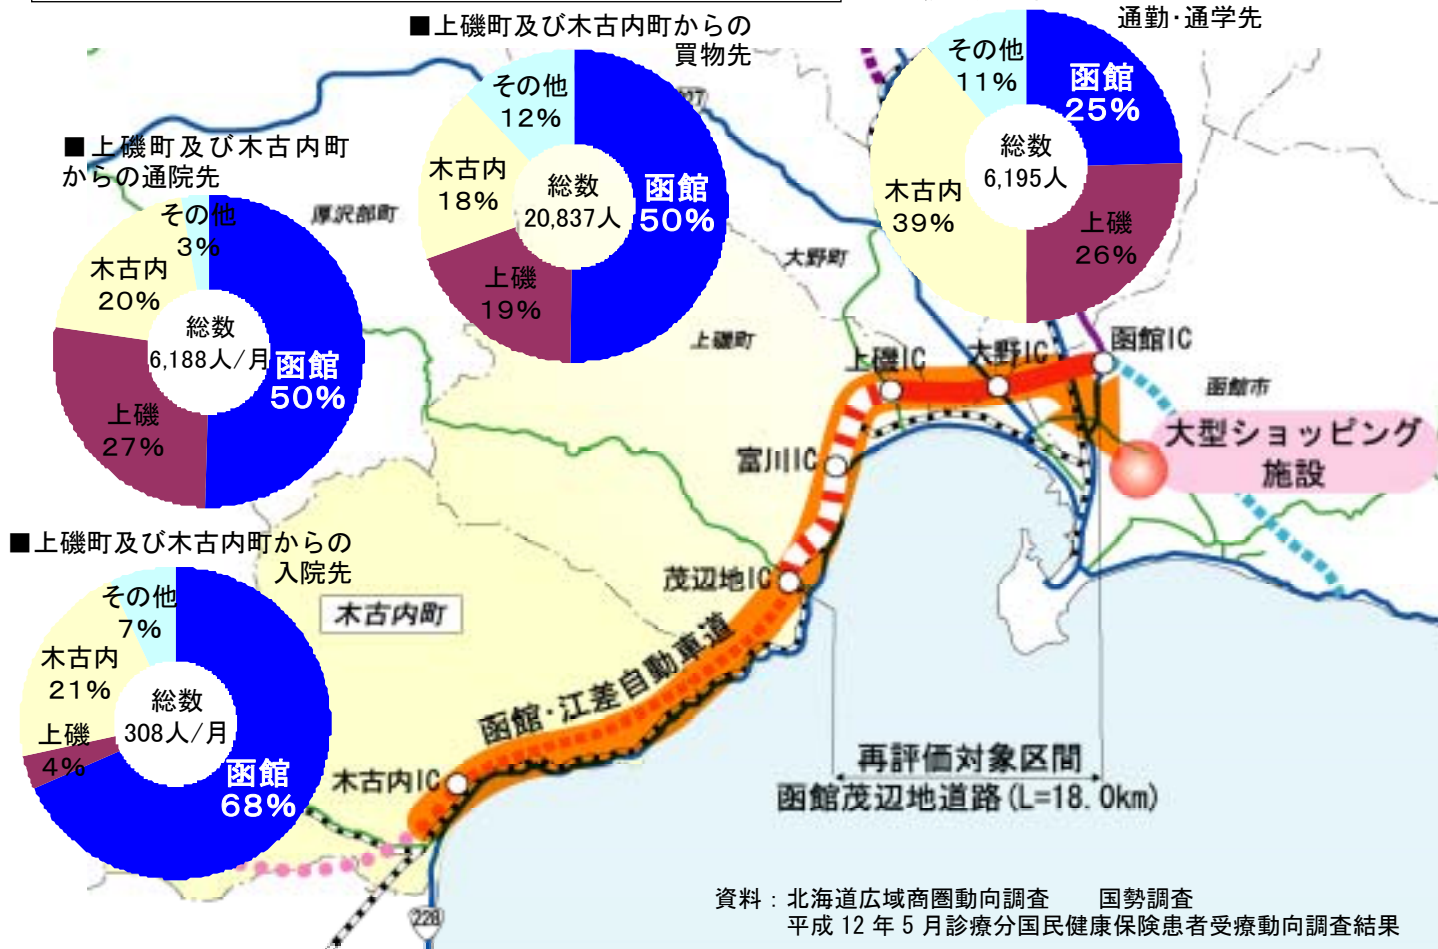 ■上磯町及び木古内町からの
買物先
その他
12%
木古内
18%
上磯
19%
函館
50%
総数
20,837人
通勤・通学先
その他
11%
函館
25%
木古内
39%
上磯
26%
総数
6,195人
■上磯町及び木古内町
からの通院先
その他
3%
木古内
20%
上磯
27%
函館
50%
総数
6,188人/月
■上磯町及び木古内町からの
入院先
その他
7%
木古内
21%
上磯
4%
函館
68%
総数
308人/月
厚沢部町
大野町
上磯町
函館市
木古内町
上磯IC
大野IC
函館IC
富川IC
茂辺地IC
木古内IC
大型ショッピング
施設
函館・江差自動車道
再評価対象区間
函館茂辺地道路(L=18.0km)
228
資料：北海道広域商圏動向調査　　国勢調査
平成 12 年 5 月診療分国民健康保険患者受療動向調査結果